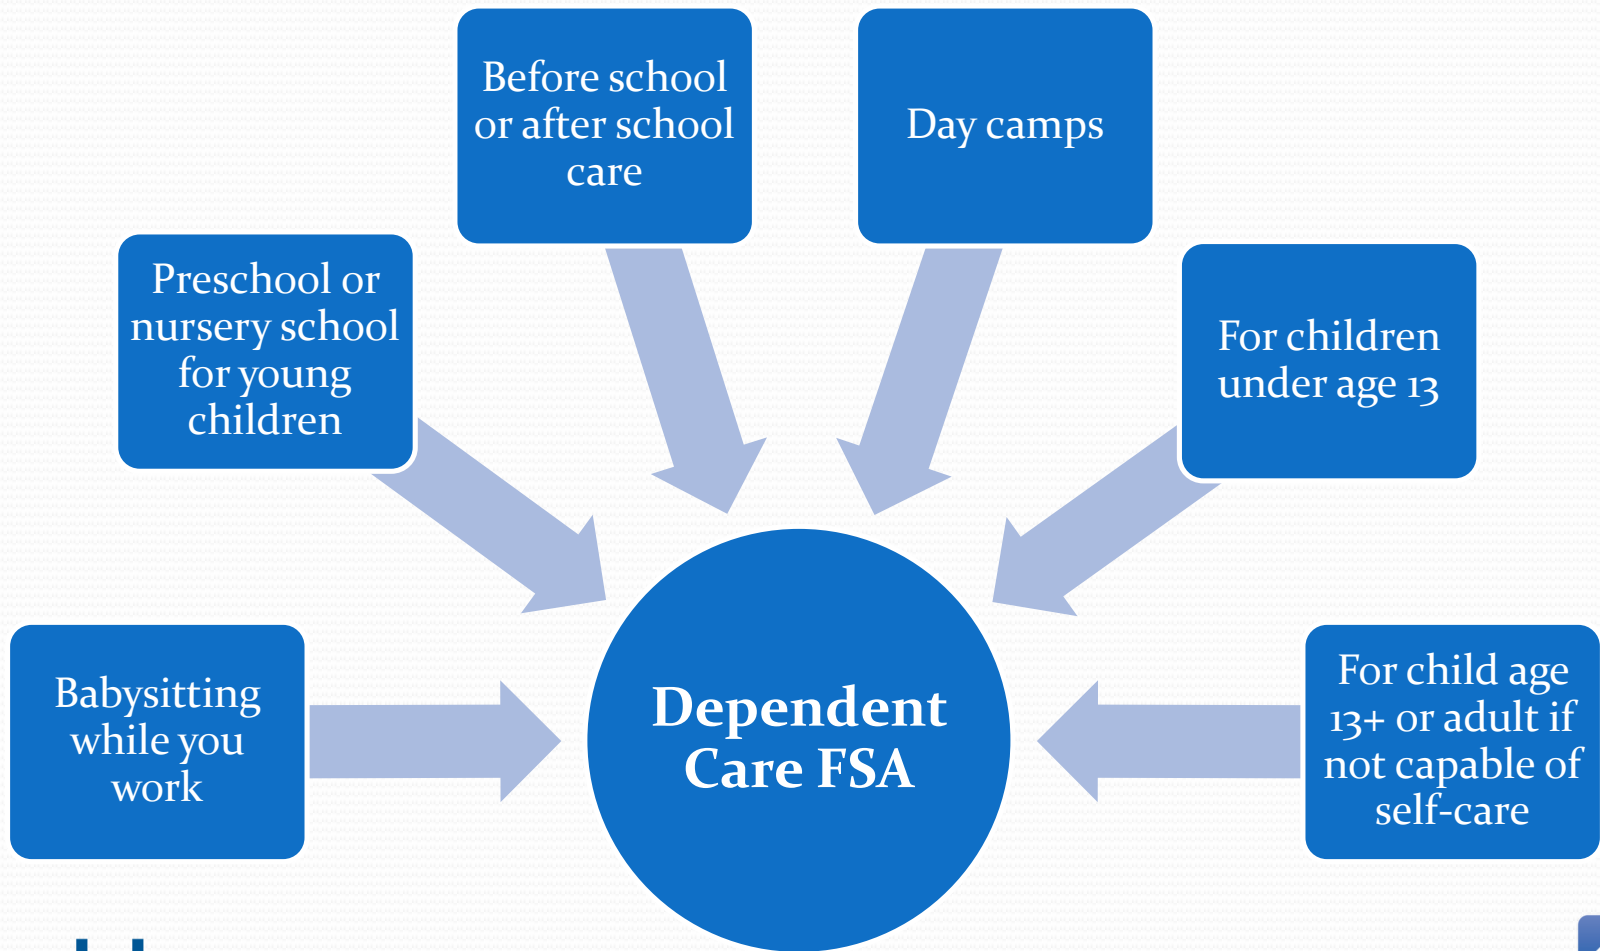 Before school
or after school
care
Day camps
Preschool or
nursery school
for young
children
For children
under age 13
Babysitting
while you
work
Dependent
Care FSA
For child age
13+ or adult if
not capable of
self-care